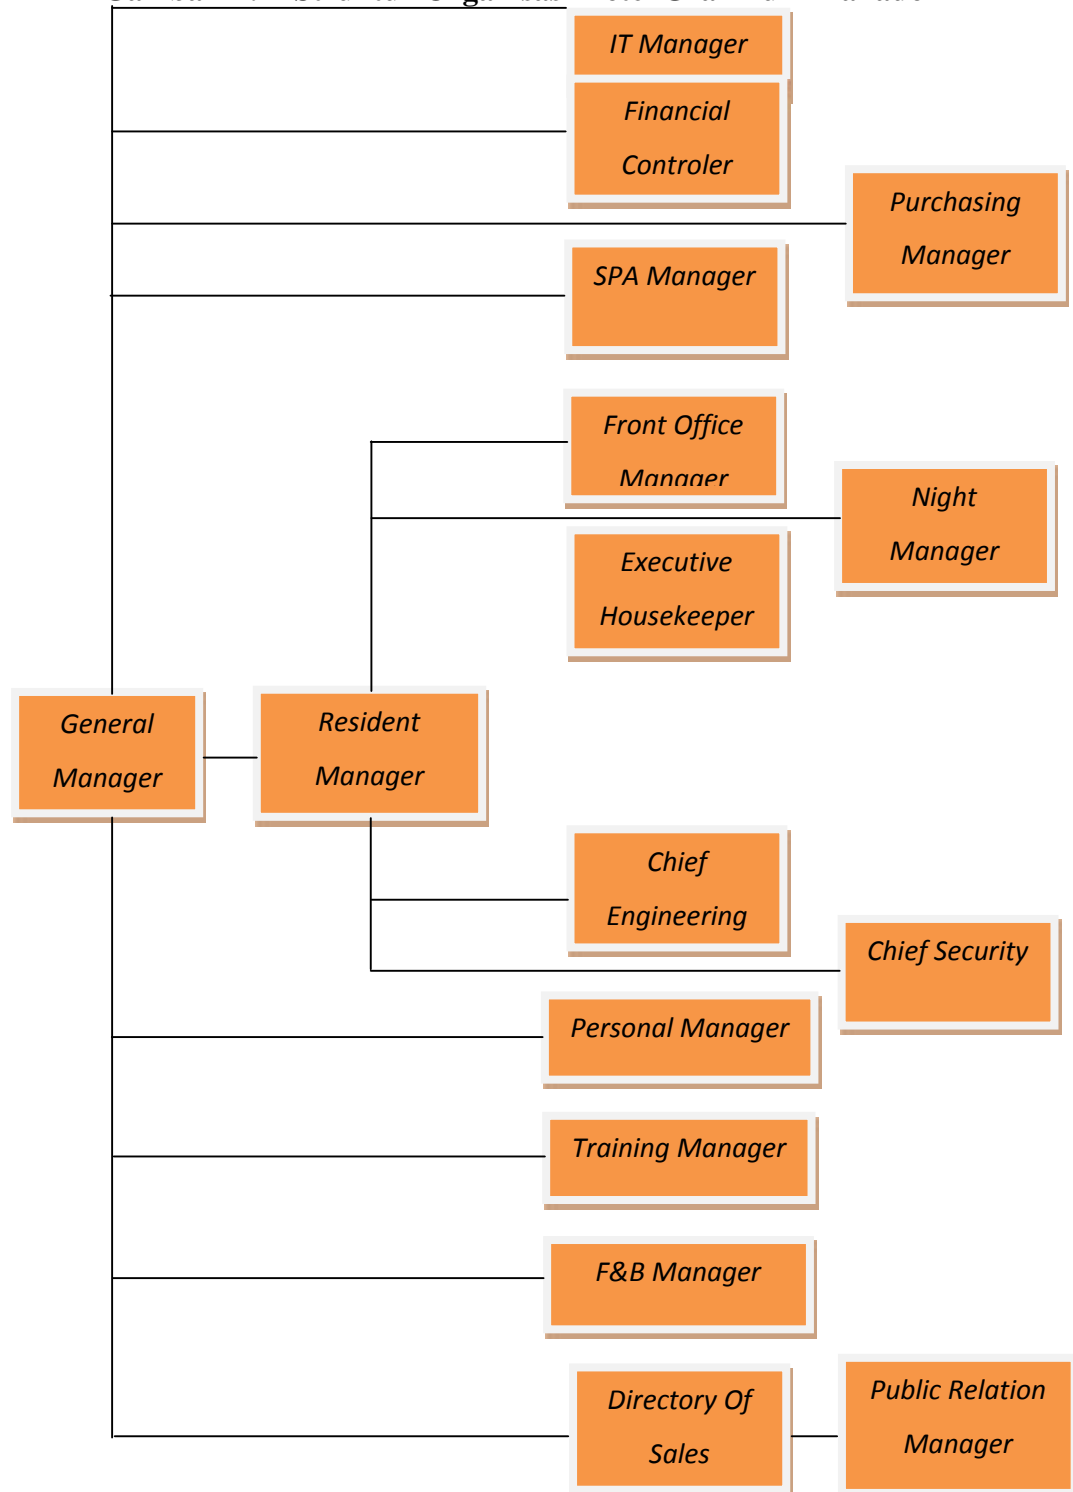 IT Manager
Financial
Controler
Purchasing
Manager
SPA Manager
Front Office
Manager
Night
Manager
Executive
Housekeeper
General
Manager
Resident
Manager
Chief
Engineering
Chief Security
Personal Manager
Training Manager
F&B Manager
Directory Of
Sales
Public Relation
Manager